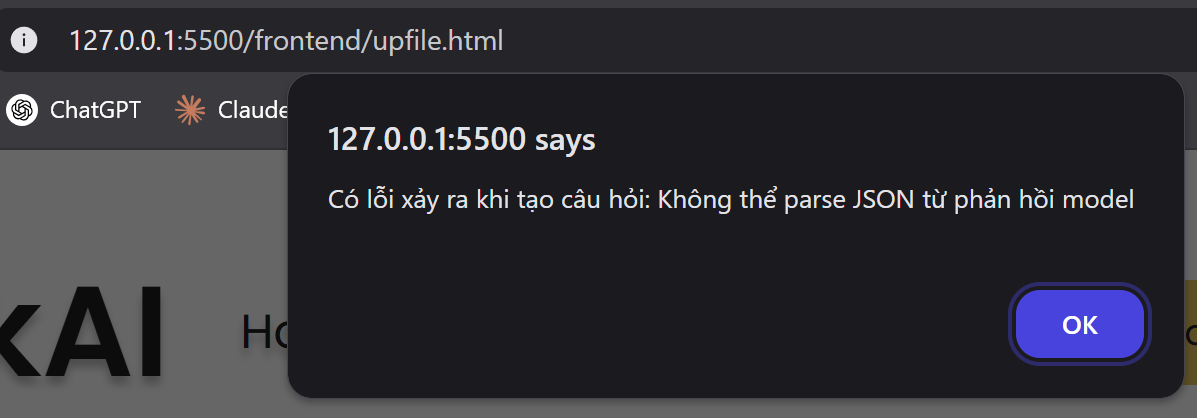 127.0.0.1:5500/frontend/upfile.html
ChatGPT
Claude
127.0.0.1:5500 says
Có lỗi xảy ra khi tạo câu hỏi: Không thể parse JSON từ phản hồi model
OK
kAI